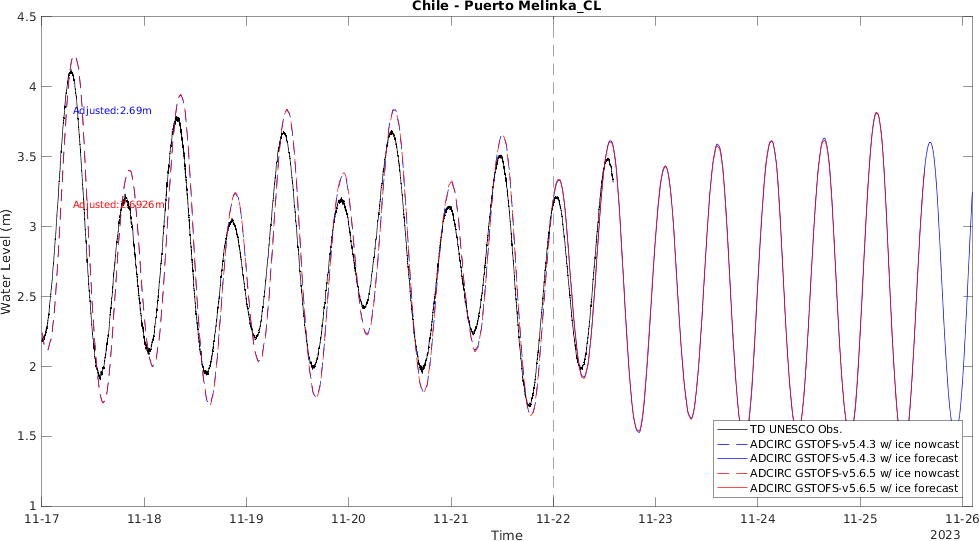 Chile - Puerto Melinka_CL
4.5
4
3.5
3
2.5
2
1.5
1
Water Level (m)
Adjusted:2.69m
Adjusted:2.6926m
TD UNESCO Obs.
ADCIRC GSTOFS-v5.4.3 w/ ice nowcast
ADCIRC GSTOFS-v5.4.3 w/ ice forecast
ADCIRC GSTOFS-v5.6.5 w/ ice nowcast
ADCIRC GSTOFS-v5.6.5 w/ ice forecast
11-17 11-18 11-19 11-20 11-21 11-22 11-23 11-24 11-25 11-26
Time
2023